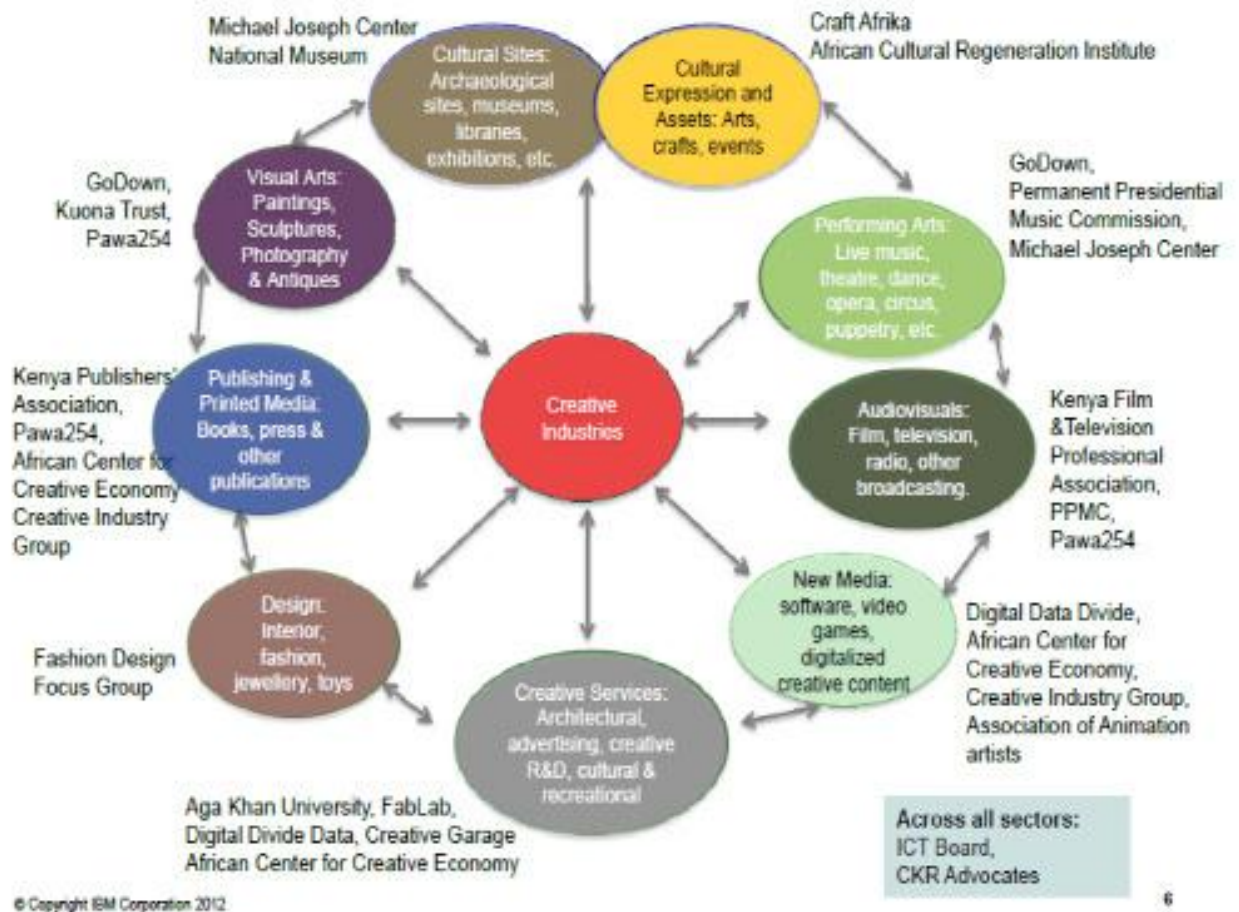 Michael Joseph Center
National Museum
Cultural Sites:
Archaeological
sites, museums,
libraries,
exhibitions, etc.
Cultural
Expression and
Assets: Arts,
crafts, events
Craft Afrika
African Cultural Regeneration Institute
GoDown,
Kuona Trust,
Pawa254
Visual Arts:
Paintings,
Sculptures,
Photography
& Antiques
Performing Arts:
Live music,
theatre, dance,
opera, circus,
puppetry, etc.
GoDown,
Permanent Presidential
Music Commission,
Michael Joseph Center
Kenya Publishers'
Association,
Pawa254,
African Center for
Creative Economy
Creative Industry
Group
Publishing &
Printed Media:
Books, press &
other
publications
Creative
Industries
Audiovisuals:
Film, television,
radio, other
broadcasting.
Kenya Film
&Television
Professional
Association,
PPMC,
Pawa254
Fashion Design
Focus Group
Design:
Interior,
fashion,
jewellery, toys
New Media:
software, video
games,
digitalized
creative content
Digital Data Divide,
African Center for
Creative Economy,
Creative Industry Group,
Association of Animation
artists
Creative Services:
Architectural,
advertising, creative
R&D, cultural &
recreational
Aga Khan University, FabLab,
Digital Divide Data, Creative Garage
African Center for Creative Economy
Across all sectors:
ICT Board,
CKR Advocates
© Copyright IBM Corporation 2012
6